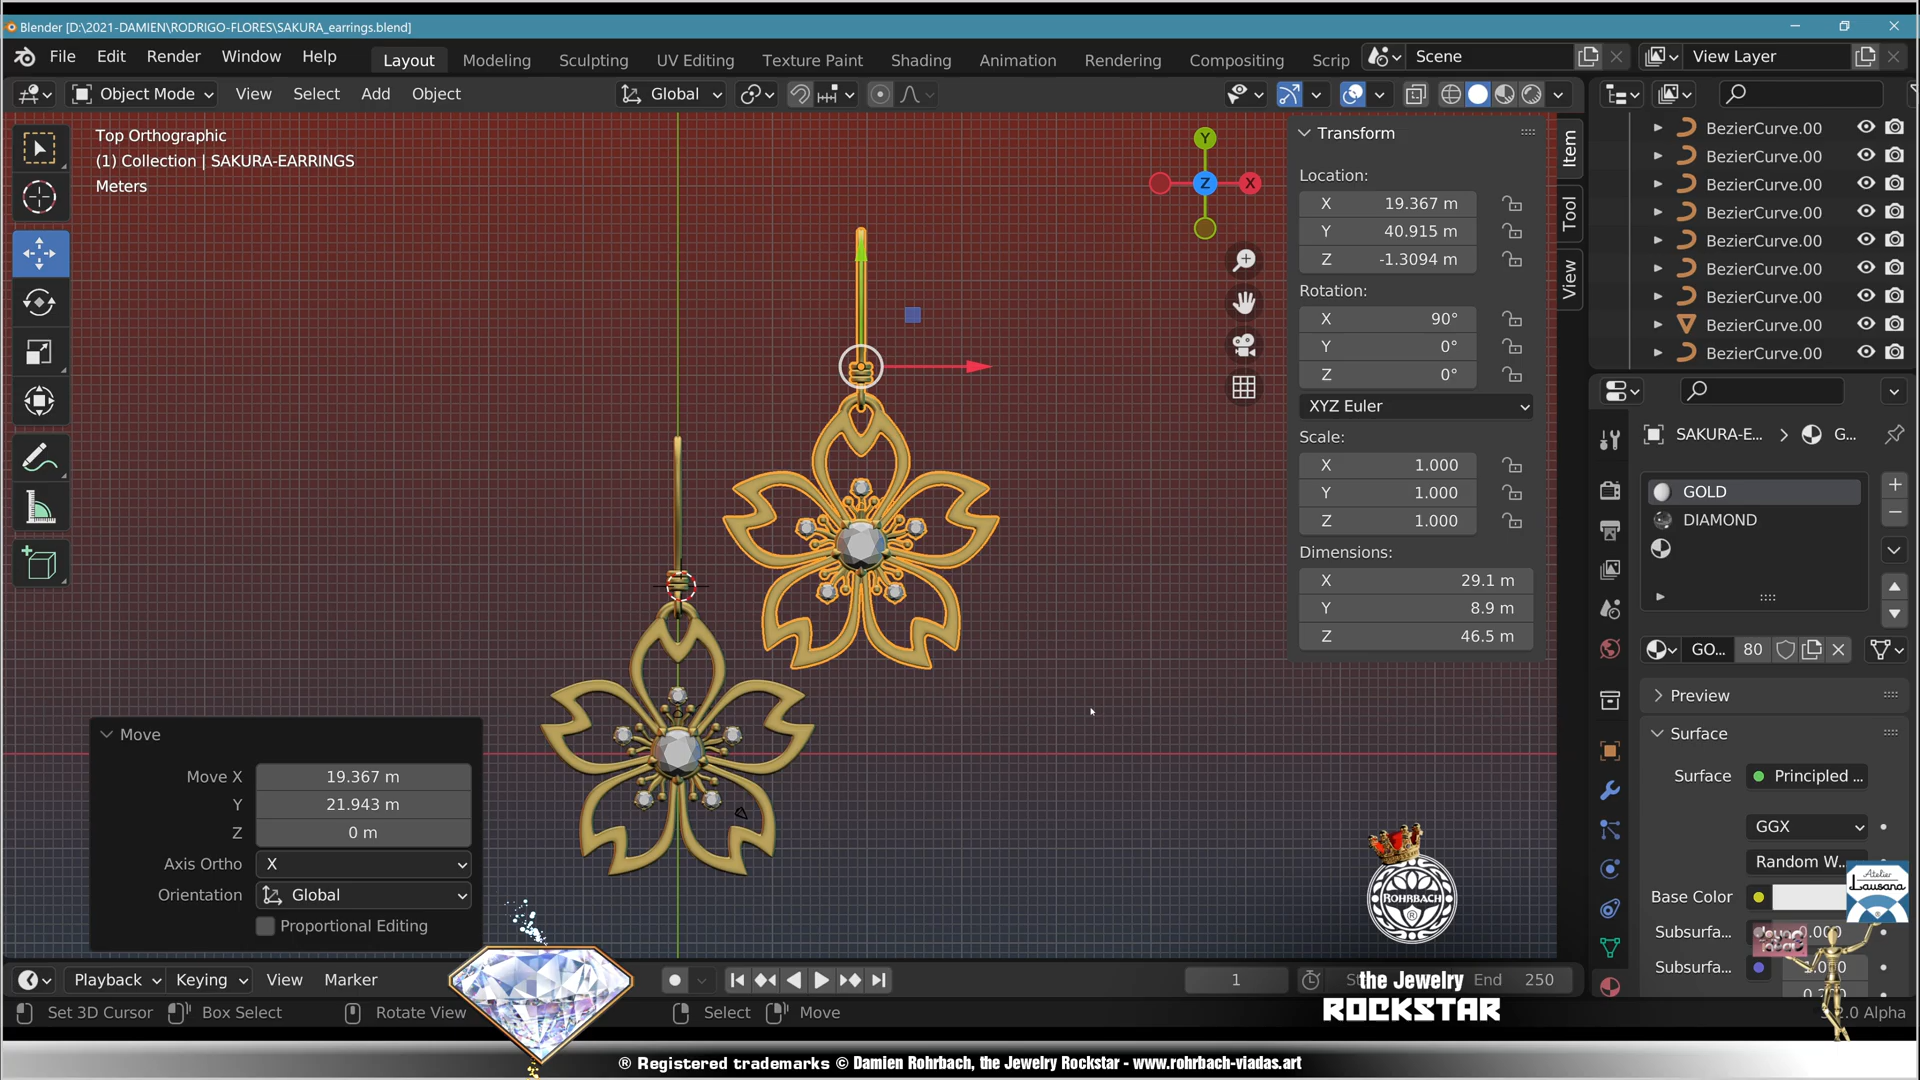 Blender [D:\2021-DAMIEN\RODRIGO-FLORES\SAKURA_earrings.blend]
File Edit Render Window Help Layout Modeling Sculpting UV Editing Texture Paint Shading Animation Rendering Compositing Scrip Scene View Layer
Object Mode View Select Add Object Global
Top Orthographic
(1) Collection | SAKURA-EARRINGS
Meters
Y
X
Z
Transform
Location:
X 19.367 m
Y 40.915 m
Z -1.3094 m
Rotation:
X 90°
Y 0°
Z 0°
XYZ Euler
Scale:
X 1.000
Y 1.000
Z 1.000
Dimensions:
X 29.1 m
Y 8.9 m
Z 46.5 m
Item
Tool
View
BezierCurve.00
BezierCurve.00
BezierCurve.00
BezierCurve.00
BezierCurve.00
BezierCurve.00
BezierCurve.00
BezierCurve.00
BezierCurve.00
SAKURA-E... G...
GOLD
DIAMOND
GO... 80
Preview
Surface
Surface Principled ...
GGX
Random W...
Base Color
Subsurfa... 0.000
Subsurfa... 1.000
Atelier
Lausana
Move
Move X 19.367 m
Y 21.943 m
Z 0 m
Axis Ortho X
Orientation Global
Proportional Editing
ROHRBACH
®
Playback Keying View Marker 1 End 250
the Jewelry
ROCKSTAR
Set 3D Cursor Box Select Rotate View Select Move .0 Alpha
® Registered trademarks © Damien Rohrbach, the Jewelry Rockstar - www.rohrbach-viadas.art